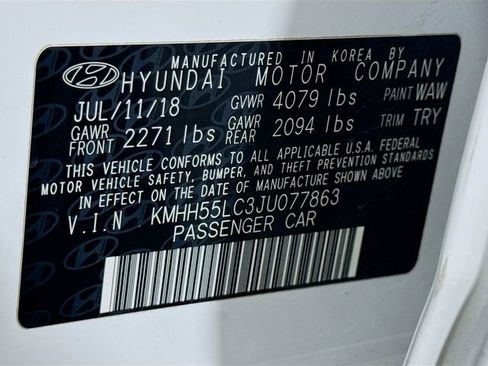 MANUFACTURED IN KOREA BY
HYUNDAI MOTOR COMPANY
JUL/11/18 GVWR 4079 lbs PAINT WAW
GAWR FRONT 2271 lbs GAWR REAR 2094 lbs TRIM TRY
THIS VEHICLE CONFORMS TO ALL APPLICABLE U.S.A. FEDERAL
MOTOR VEHICLE SAFETY, BUMPER, AND THEFT PREVENTION STANDARDS
IN EFFECT ON THE DATE OF MANUFACTURE SHOWN ABOVE
V.I.N. KMHH55LC3JU077863
PASSENGER CAR